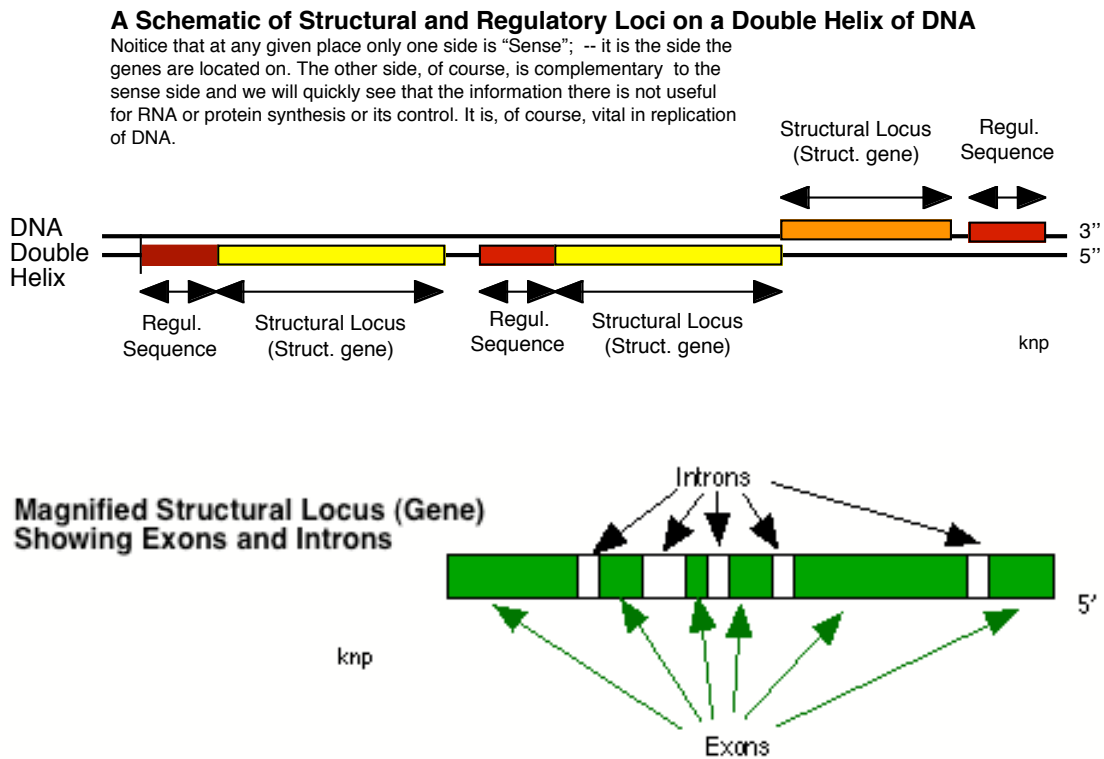 A Schematic of Structural and Regulatory Loci on a Double Helix of DNA
Noitice that at any given place only one side is “Sense”;  -- it is the side the
genes are located on. The other side, of course, is complementary  to the
sense side and we will quickly see that the information there is not useful
for RNA or protein synthesis or its control. It is, of course, vital in replication
of DNA.
Structural Locus
(Struct. gene)
Regul.
Sequence
DNA
Double
Helix
3’’
5’’
Regul.
Sequence
Structural Locus
(Struct. gene)
Regul.
Sequence
Structural Locus
(Struct. gene)
knp
Introns
Magnified Structural Locus (Gene)
Showing Exons and Introns
5’
knp
Exons